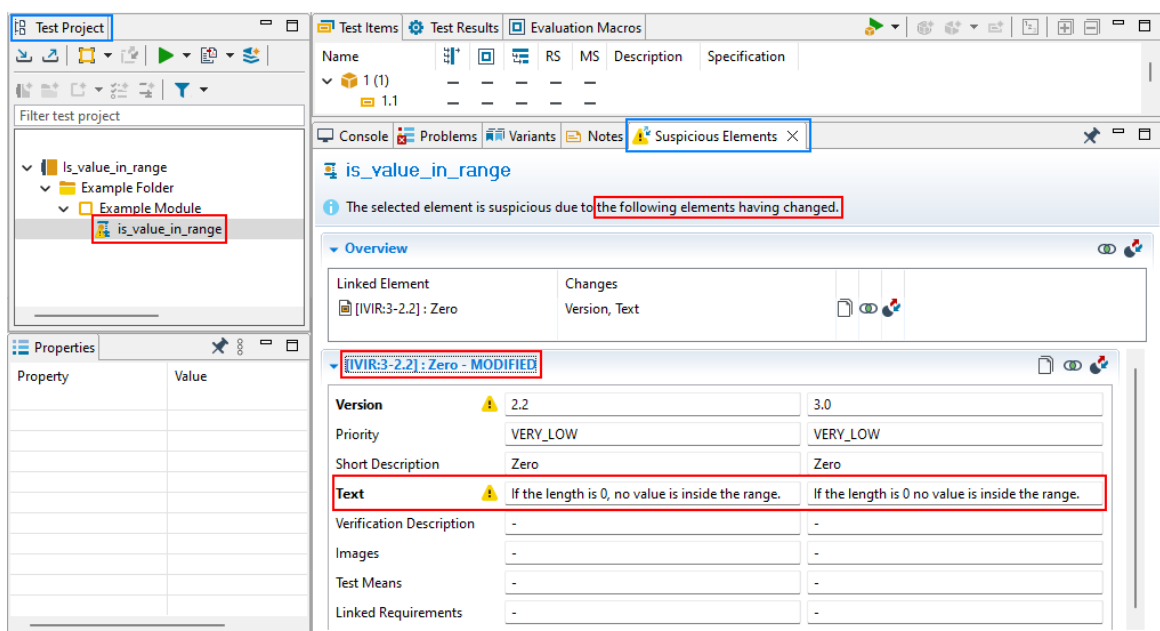 Test Project
Filter test project
Is_value_in_range
Example Folder
Example Module
is_value_in_range
Properties
Property Value
Test Items Test Results Evaluation Macros
Name RS MS Description Specification
1 (1) – – – – –
1.1 – – – – –
Console Problems Variants Notes Suspicious Elements
is_value_in_range
The selected element is suspicious due to the following elements having changed.
Overview
Linked Element Changes
[IVIR:3-2.2] : Zero Version, Text
[IVIR:3-2.2] : Zero - MODIFIED
Version 2.2 3.0
Priority VERY_LOW VERY_LOW
Short Description Zero Zero
Text If the length is 0, no value is inside the range. If the length is 0 no value is inside the range.
Verification Description - -
Images - -
Test Means - -
Linked Requirements - -